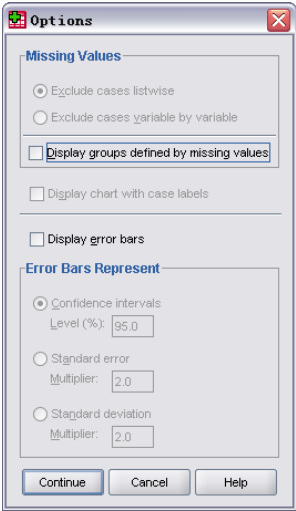 Options
Missing Values
Exclude cases listwise
Exclude cases variable by variable
Display groups defined by missing values
Display chart with case labels
Display error bars
Error Bars Represent
Confidence intervals
Level (%): 95.0
Standard error
Multiplier: 2.0
Standard deviation
Multiplier: 2.0
Continue Cancel Help